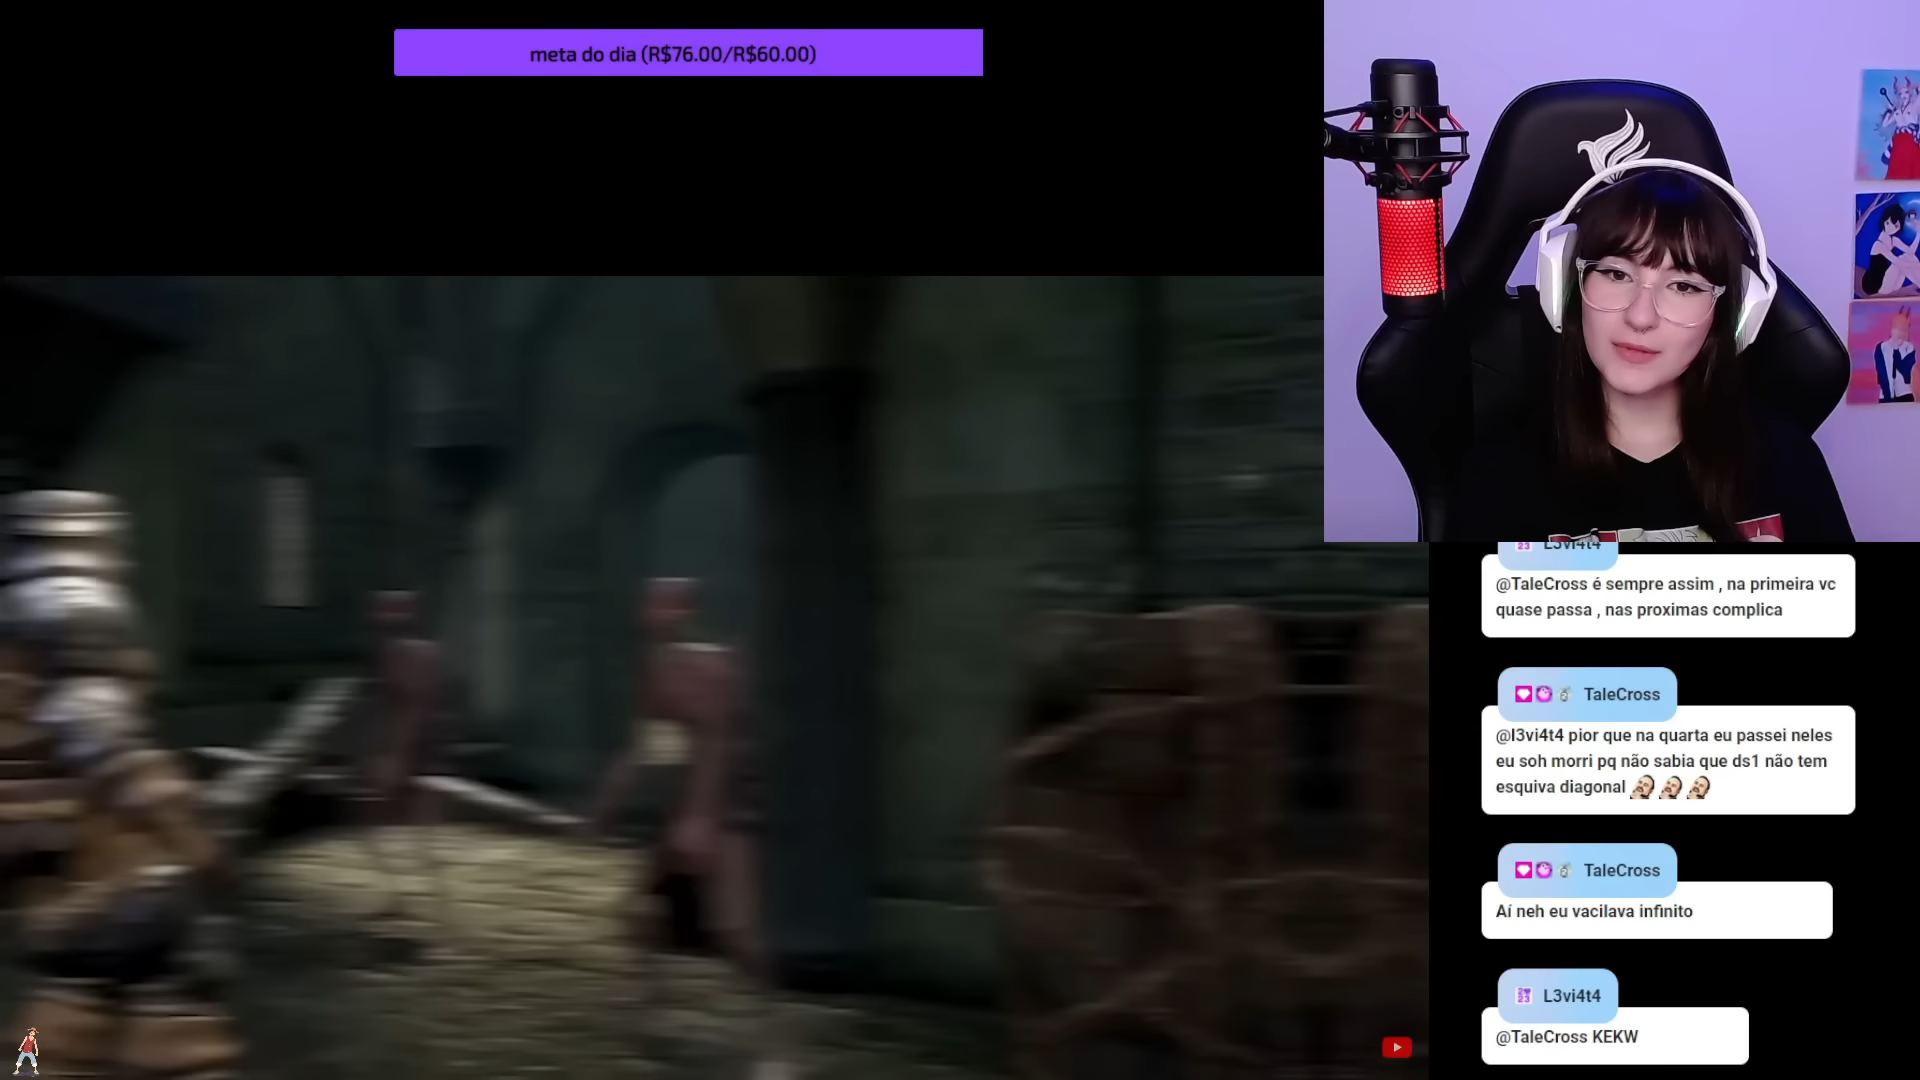 meta do dia (R$76.00/R$60.00)
L3vi4t4
@TaleCross é sempre assim , na primeira vc
quase passa , nas proximas complica
TaleCross
@l3vi4t4 pior que na quarta eu passei neles
eu soh morri pq não sabia que ds1 não tem
esquiva diagonal
TaleCross
Aí neh eu vacilava infinito
L3vi4t4
@TaleCross KEKW